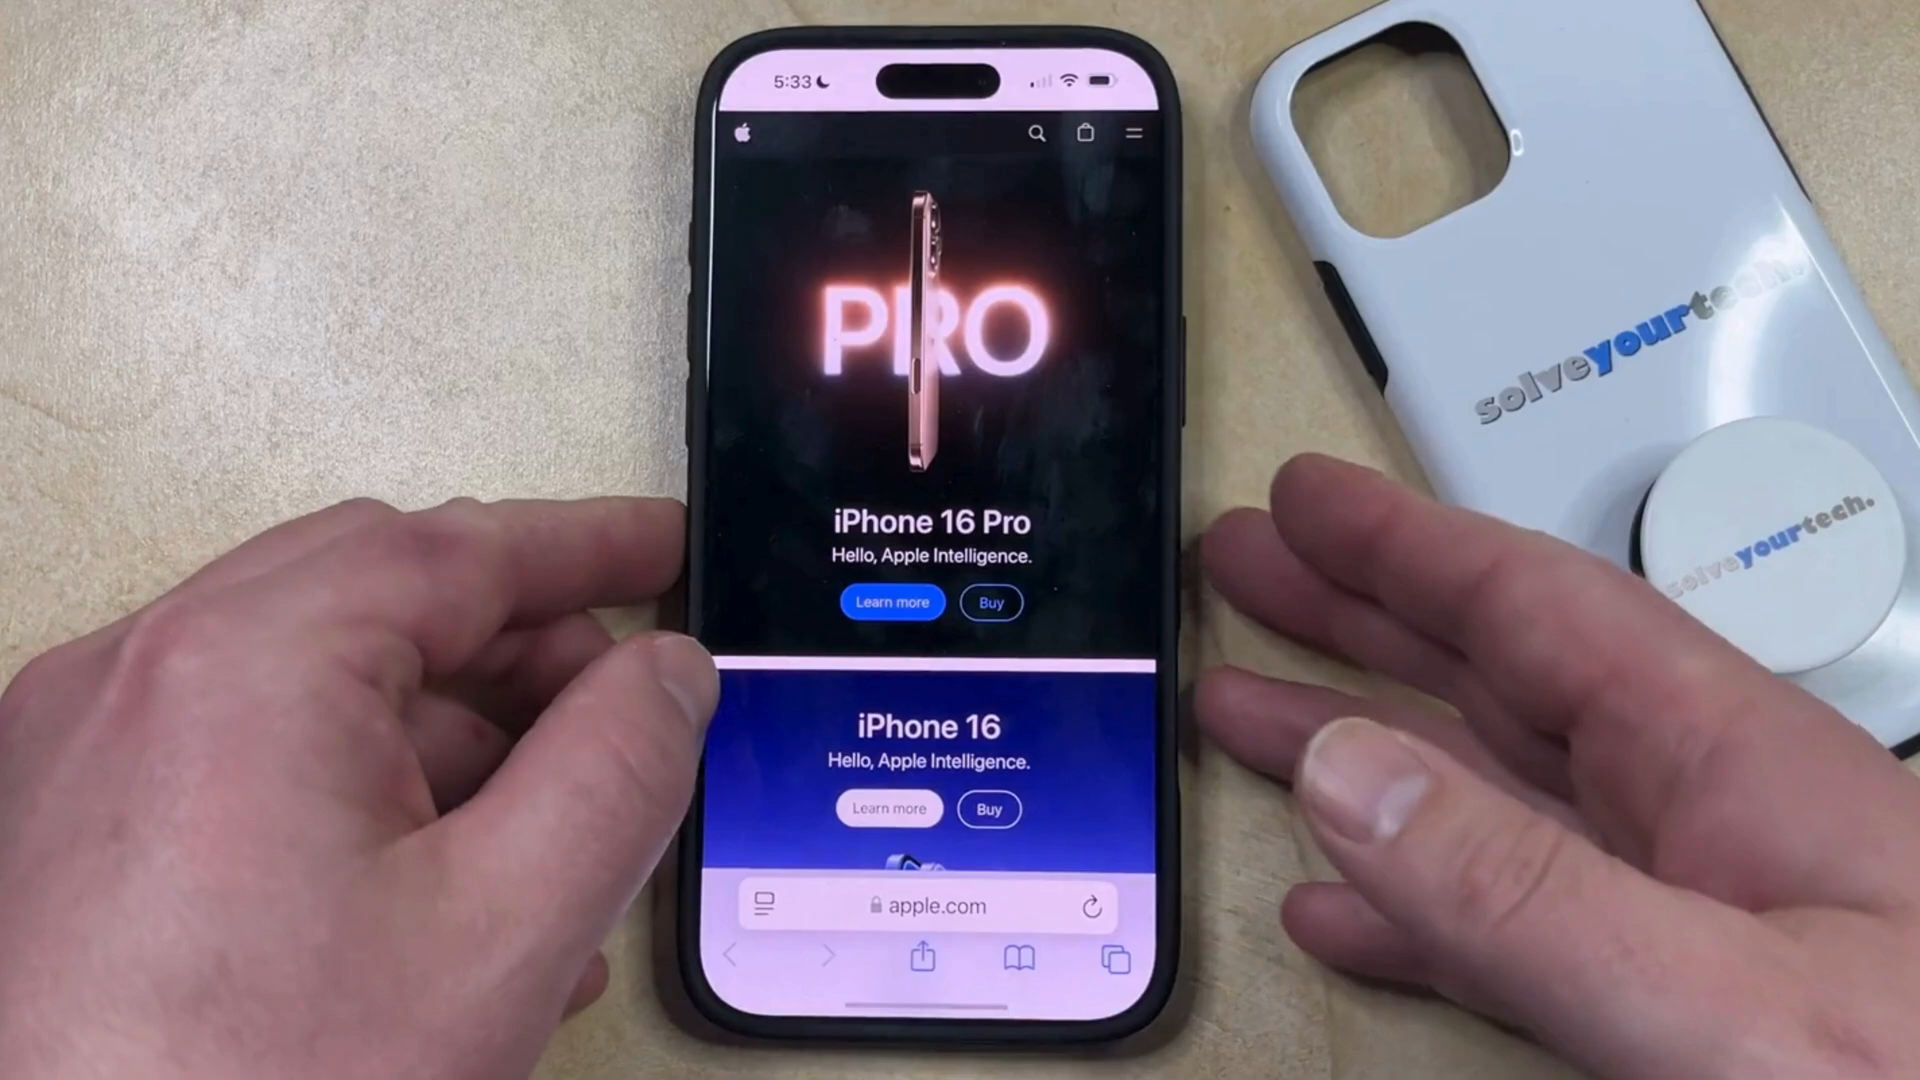 5:33
PRO
iPhone 16 Pro
Hello, Apple Intelligence.
Learn more
Buy
iPhone 16
Hello, Apple Intelligence.
Learn more
Buy
apple.com
solveyourtech.
solveyourtech.